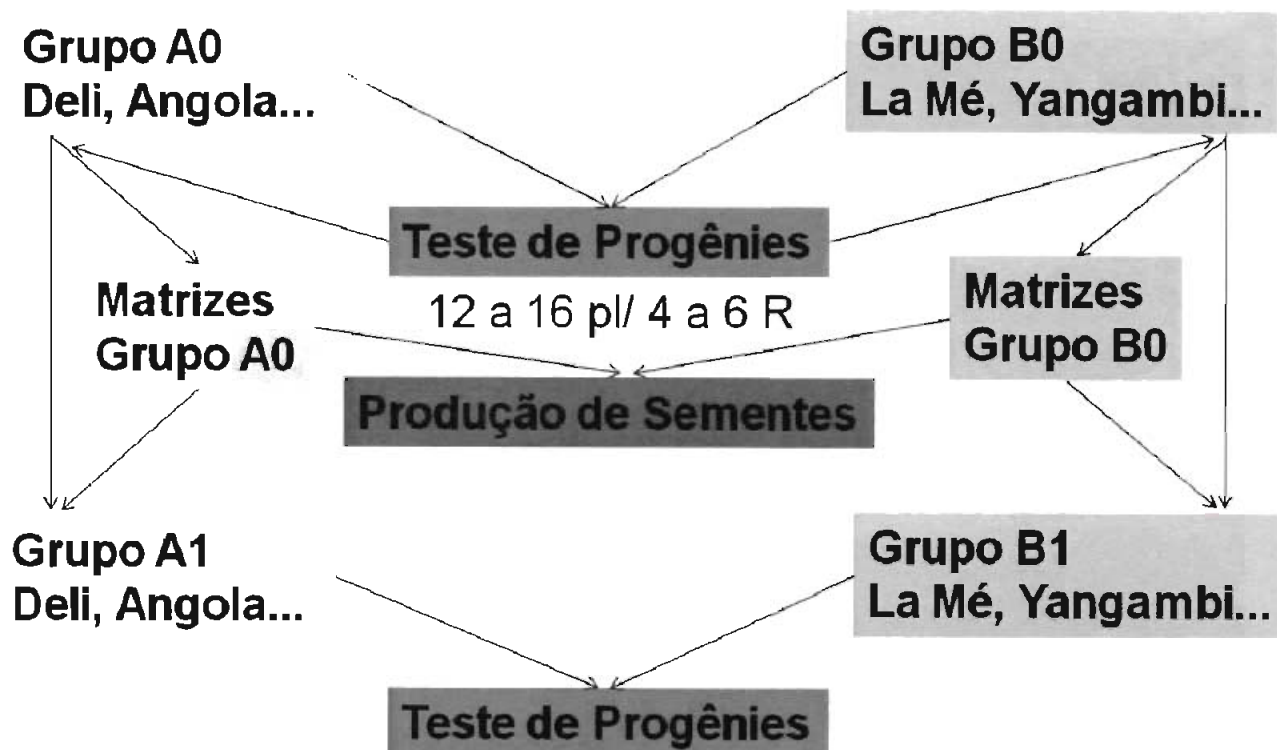 Grupo A0
Deli, Angola...
Grupo B0
La Mé, Yangambi...
Teste de Progênies
12 a 16 pl/ 4 a 6 R
Matrizes
Grupo A0
Matrizes
Grupo B0
Produção de Sementes
Grupo A1
Deli, Angola...
Grupo B1
La Mé, Yangambi...
Teste de Progênies